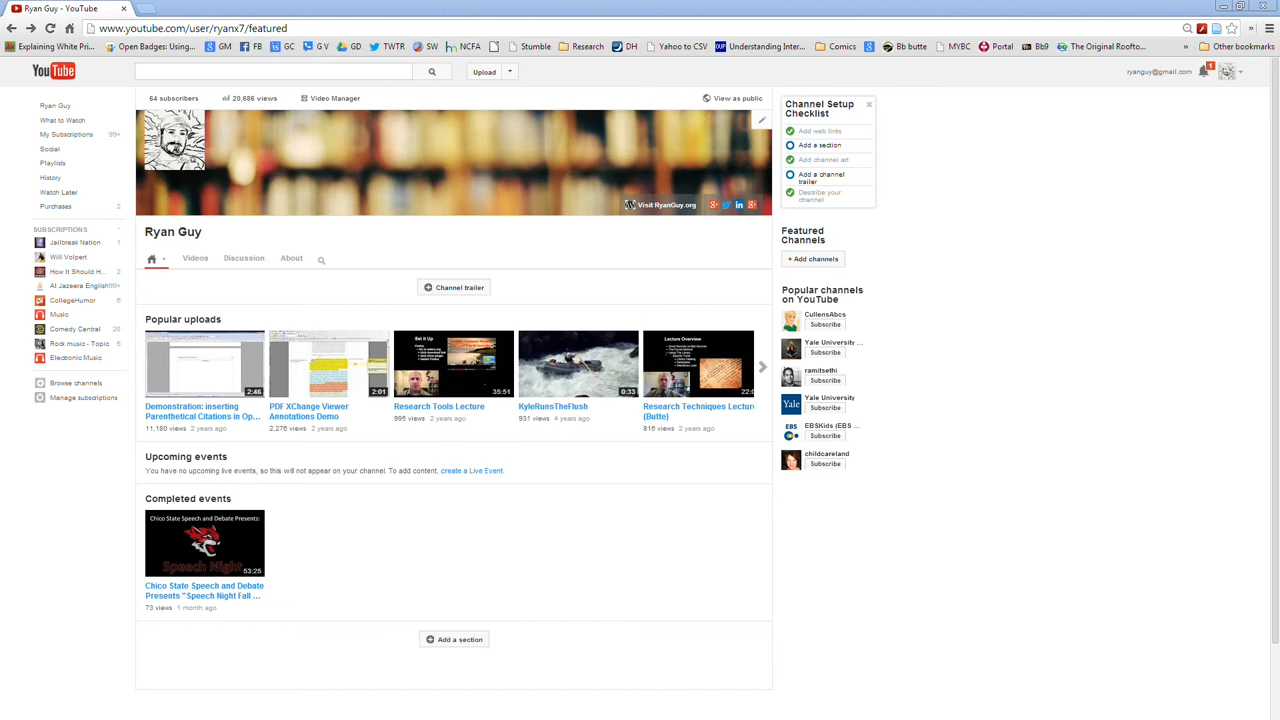 Ryan Guy - YouTube
www.youtube.com/user/ryanx7/featured
Explaining White Pri... Open Badges: Using... GM FB GC G V GD TWTR SW NCFA Stumble Research DH Yahoo to CSV Understanding Inter... Comics Bb butte MYBC Portal Bb9 The Original Roofto... » Other bookmarks
YouTube Upload ryanguy@gmail.com 1
64 subscribers 20,686 views Video Manager View as public
Ryan Guy
What to Watch
My Subscriptions 99+
Social
Playlists
History
Watch Later
Purchases 2
SUBSCRIPTIONS
Jailbreak Nation 1
Will Volpert
How It Should H... 2
Al Jazeera English 99+
CollegeHumor 6
Music
Comedy Central 20
Rock music - Topic 6
Electronic Music
Browse channels
Manage subscriptions
Visit RyanGuy.org
Ryan Guy
Videos Discussion About
Channel trailer
Popular uploads
2:46
Demonstration: inserting
Parenthetical Citations in Op...
11,180 views 2 years ago
2:01
PDF XChange Viewer
Annotations Demo
2,276 views 2 years ago
Set it Up
35:51
Research Tools Lecture
995 views 2 years ago
0:33
KyleRunsTheFlush
931 views 4 years ago
Lecture Overview
Research Techniques Lecture
(Butte)
816 views 2 years ago
Upcoming events
You have no upcoming live events, so this will not appear on your channel. To add content, create a Live Event.
Completed events
Chico State Speech and Debate Presents:
Speech Night
53:25
Chico State Speech and Debate
Presents "Speech Night Fall ...
73 views 1 month ago
Add a section
Channel Setup
Checklist
Add web links
Add a section
Add channel art
Add a channel
trailer
Describe your
channel
Featured
Channels
+ Add channels
Popular channels
on YouTube
CullensAbcs
Subscribe
Yale University ...
Subscribe
ramitsethi
Subscribe
Yale
Yale University
Subscribe
EBS
EBSKids (EBS ...
Subscribe
childcareland
Subscribe